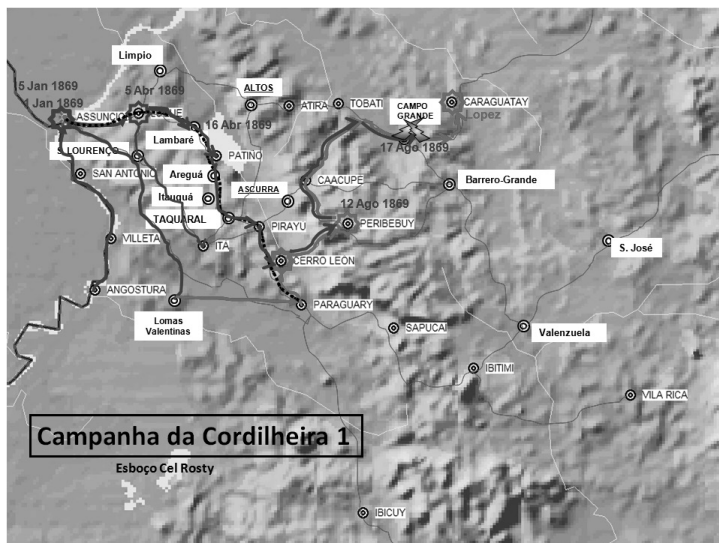 Limpio
5 Jan 1869
1 Jan 1869
5 Abr 1869
ALTOS
ATIRA
TOBATI
CAMPO
GRANDE
CARAGUATAY
Lopez
ASSUNCIO
16 Abr 1869
Lambaré
17 Ago 1869
S. LOURENÇO
PATINO
SAN ANTONIO
Areguá
ASCURRA
CAACUPE
Barrero-Grande
Itauguá
12 Ago 1869
TAQUARAL
PIRAYU
PERIBEBUY
VILLETA
ITA
S. José
CERRO LEÓN
ANGOSTURA
PARAGUARY
Lomas
Valentinas
SAPUCAI
Valenzuela
IBITIMI
VILA RICA
Campanha da Cordilheira 1
Esboço Cel Rosty
IBICUY